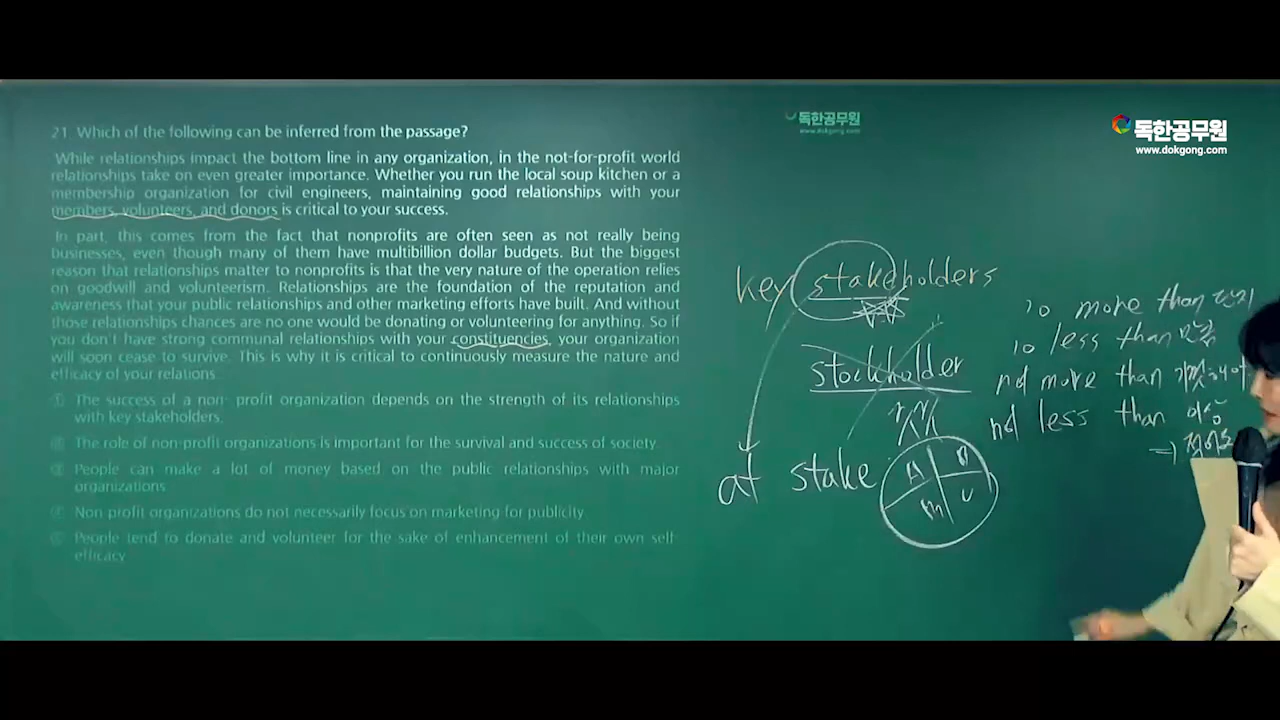 21. Which of the following can be inferred from the passage?
While relationships impact the bottom line in any organization, in the not-for-profit world
relationships take on even greater importance. Whether you run the local soup kitchen or a
membership organization for civil engineers, maintaining good relationships with your
members, volunteers, and donors is critical to your success.
In part, this comes from the fact that nonprofits are often seen as not really being
businesses, even though many of them have multibillion dollar budgets. But the biggest
reason that relationships matter to nonprofits is that the very nature of the operation relies
on goodwill and volunteerism. Relationships are the foundation of the reputation and
awareness that your public relationships and other marketing efforts have built. And without
those relationships chances are no one would be donating or volunteering for anything. So if
you don't have strong communal relationships with your constituencies, your organization
will soon cease to survive. This is why it is critical to continuously measure the nature and
efficacy of your relations.
① The success of a non- profit organization depends on the strength of its relationships
with key stakeholders.
② The role of non-profit organizations is important for the survival and success of society.
③ People can make a lot of money based on the public relationships with major
organizations
④ Non profit organizations do not necessarily focus on marketing for publicity.
⑤ People tend to donate and volunteer for the sake of enhancement of their own self-
efficacy
독한공무원
www.dokgong.com
독한공무원
www.dokgong.com
key stakeholders
stockholder
at stake
no more than
no less than
not more than
not less than 이상